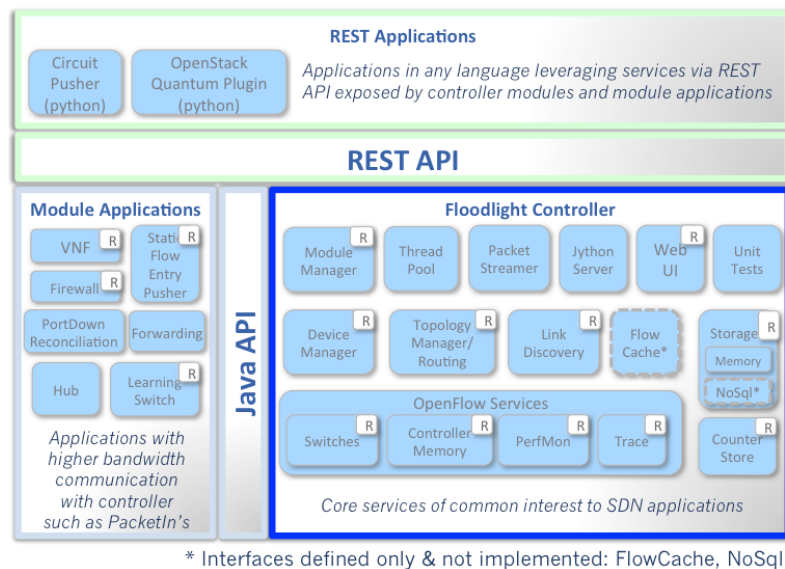 REST Applications
Circuit
Pusher
(python)
OpenStack
Quantum Plugin
(python)
Applications in any language leveraging services via REST
API exposed by controller modules and module applications
REST API
Module Applications
VNF
R
Static
Flow
Entry
Pusher
R
Firewall
R
PortDown
Reconciliation
Forwarding
Hub
Learning
Switch
R
Applications with
higher bandwidth
communication
with controller
such as PacketIn's
Java API
Floodlight Controller
Module
Manager
R
Thread
Pool
Packet
Streamer
Jython
Server
Web
UI
R
Unit
Tests
Device
Manager
R
Topology
Manager/
Routing
R
Link
Discovery
R
Flow
Cache*
R
Storage
R
Memory
NoSql*
OpenFlow Services
Switches
R
Controller
Memory
R
PerfMon
R
Trace
R
Counter
Store
R
Core services of common interest to SDN applications
* Interfaces defined only & not implemented: FlowCache, NoSql